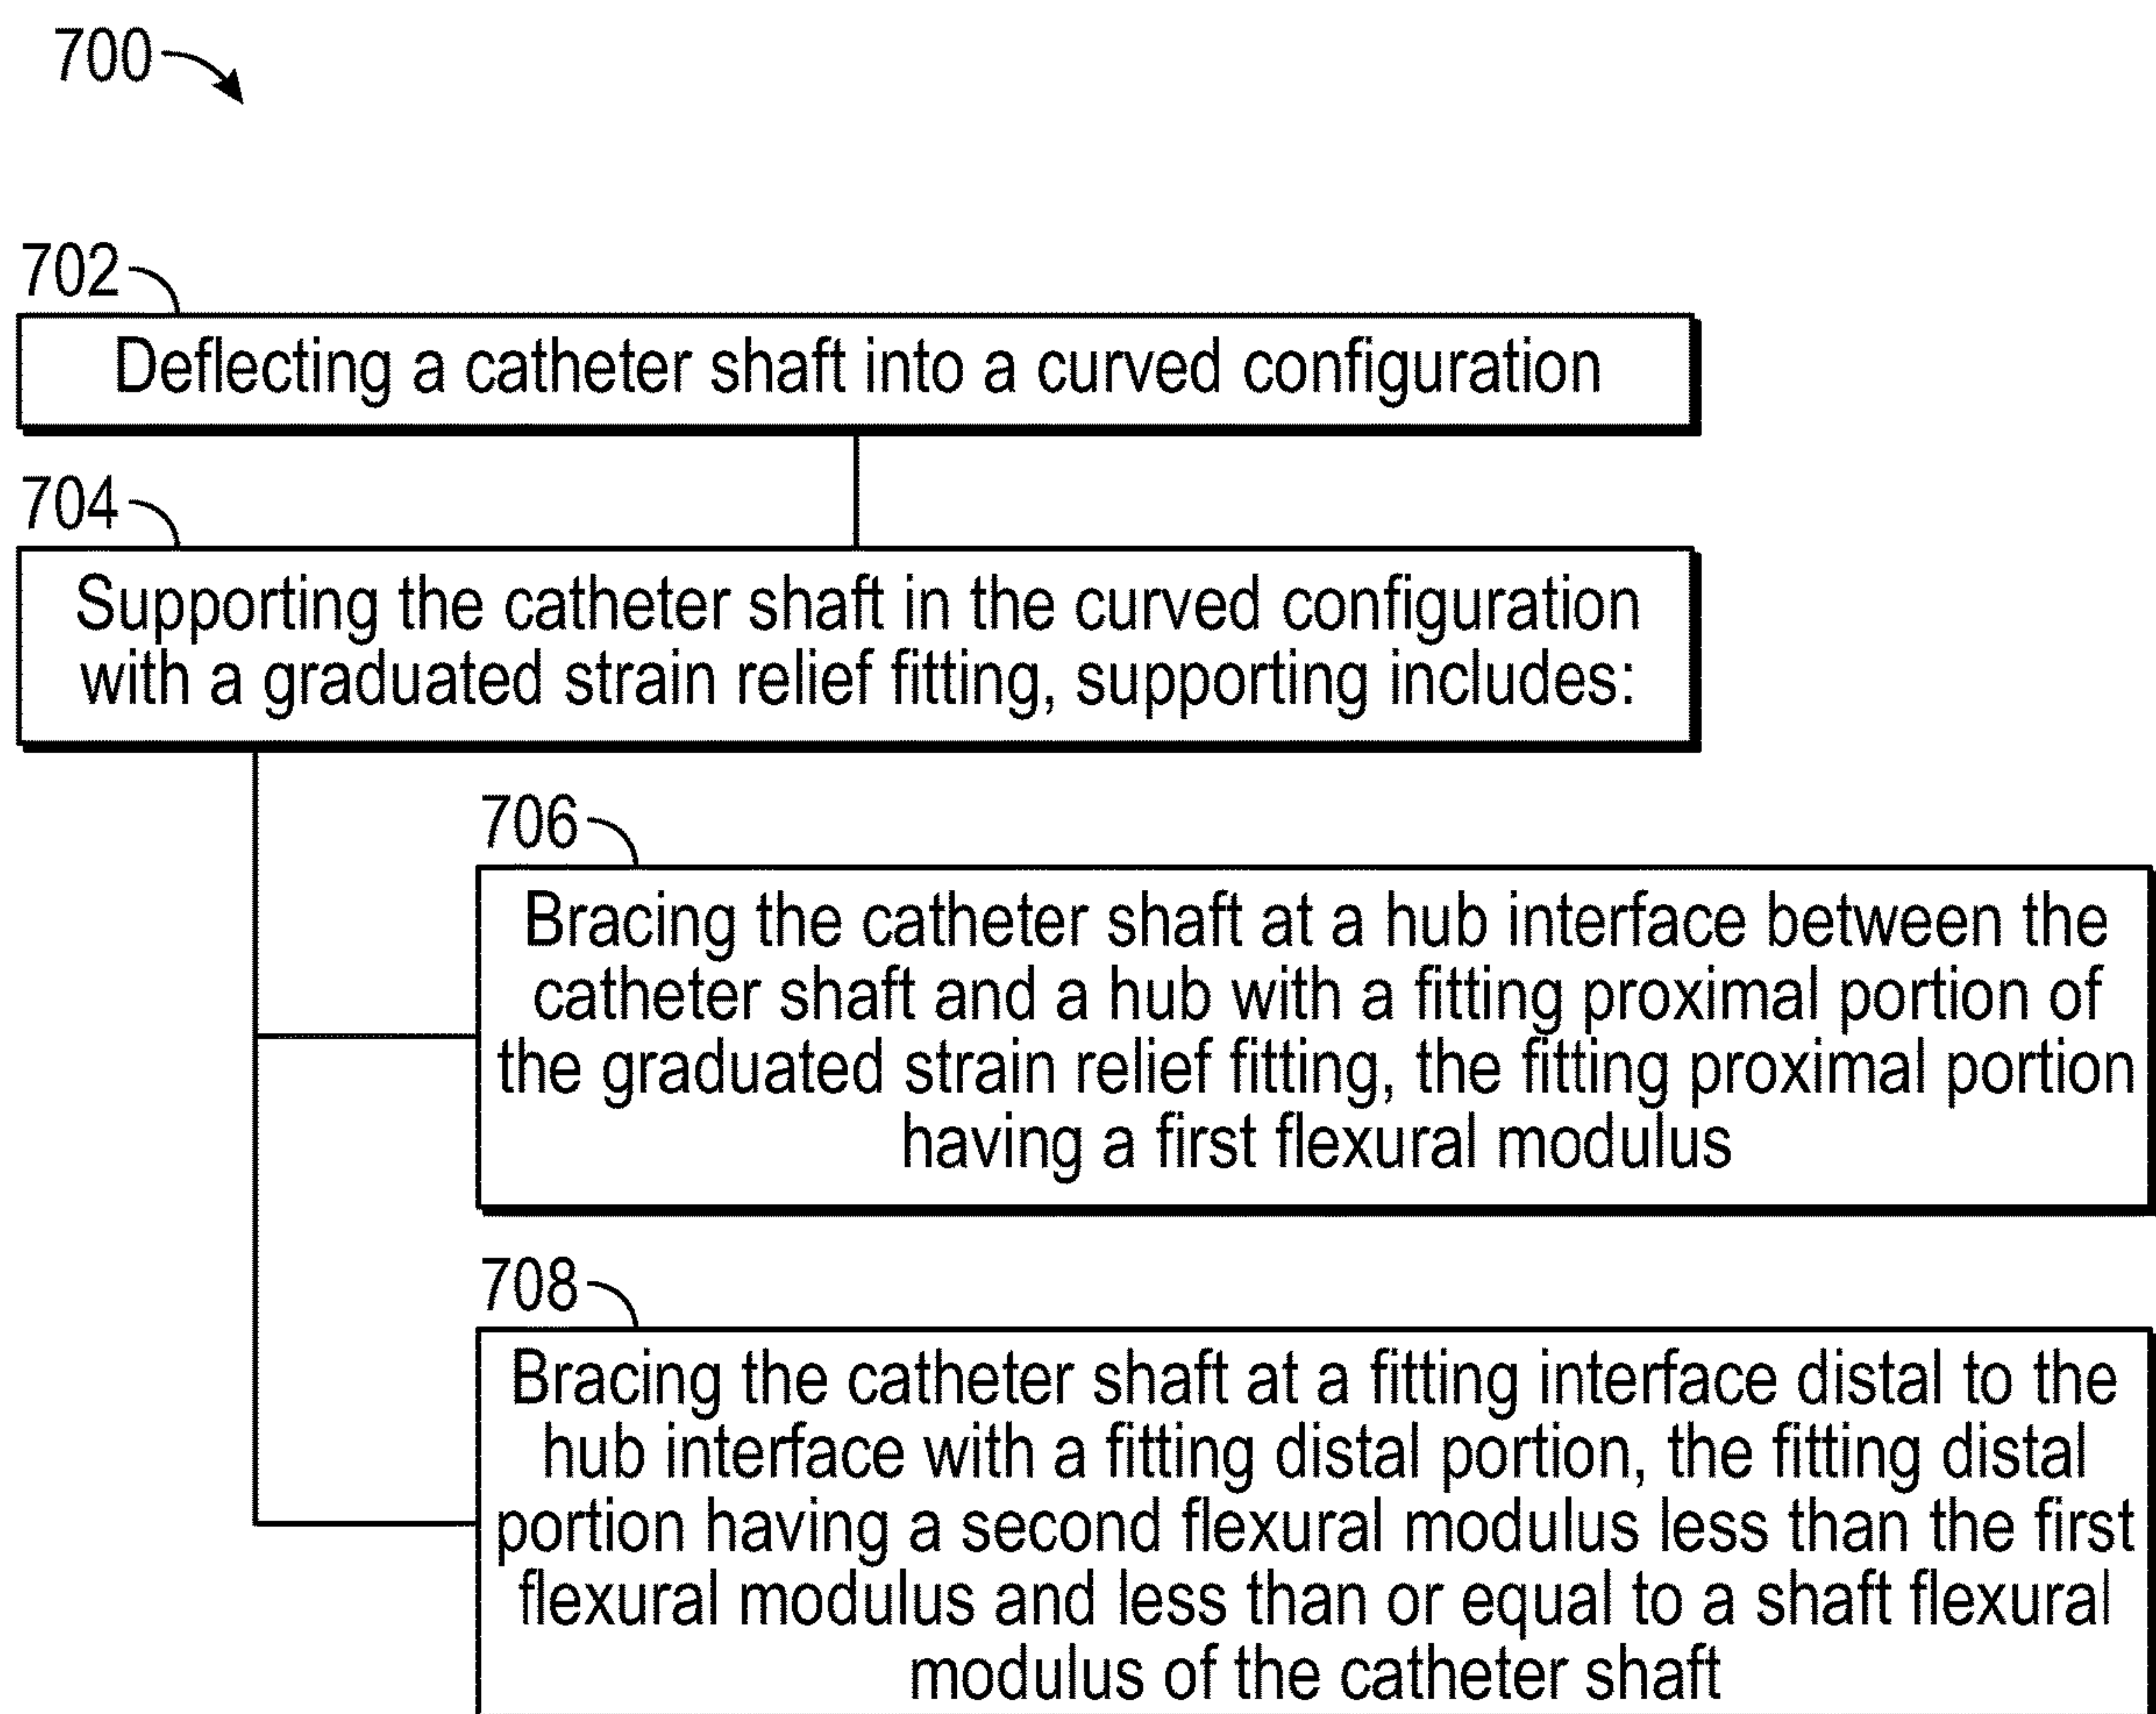 700
702
Deflecting a catheter shaft into a curved configuration
704
Supporting the catheter shaft in the curved configuration
with a graduated strain relief fitting, supporting includes:
706
Bracing the catheter shaft at a hub interface between the
catheter shaft and a hub with a fitting proximal portion of
the graduated strain relief fitting, the fitting proximal portion
having a first flexural modulus
708
Bracing the catheter shaft at a fitting interface distal to the
hub interface with a fitting distal portion, the fitting distal
portion having a second flexural modulus less than the first
flexural modulus and less than or equal to a shaft flexural
modulus of the catheter shaft